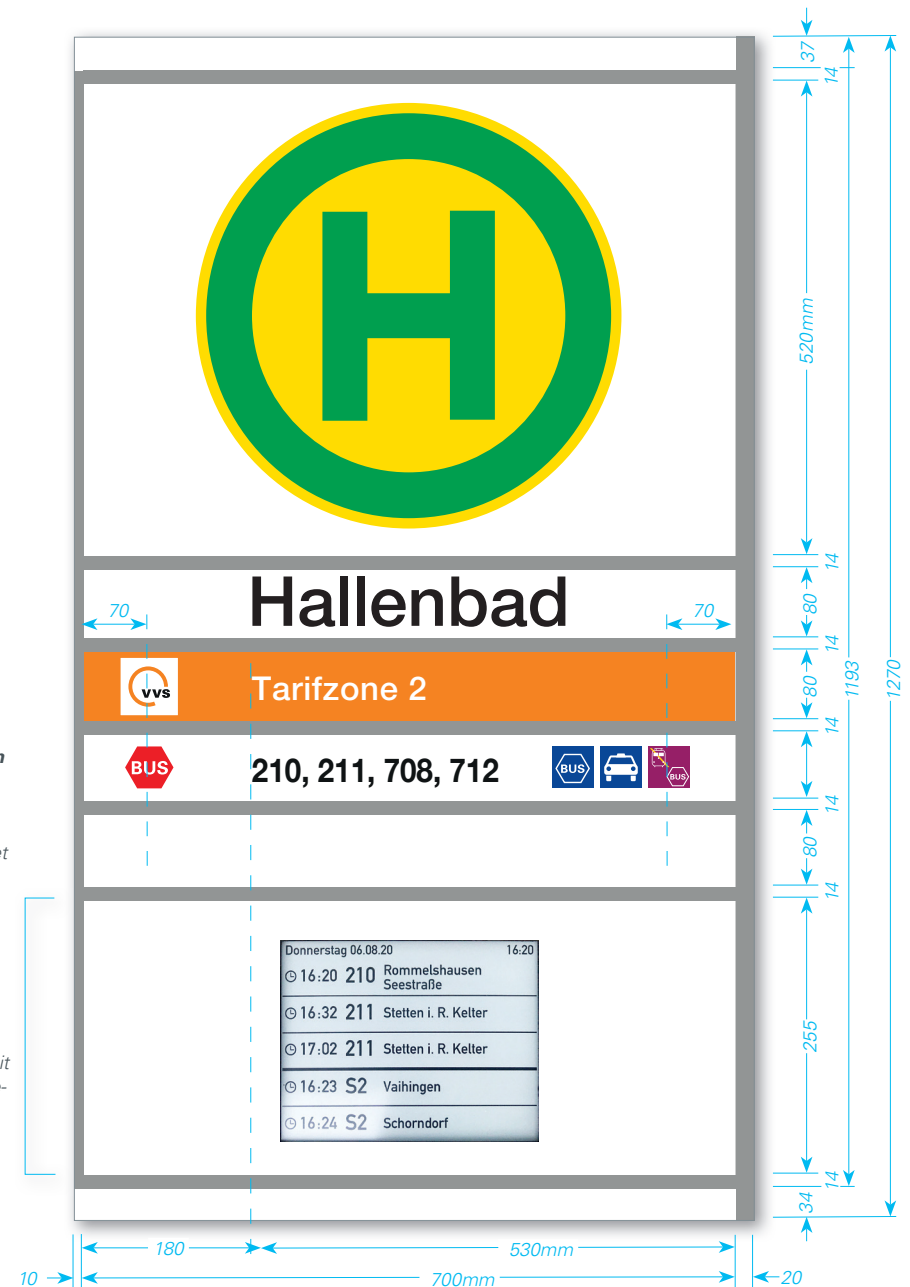 37
14
H
520mm
14
Hallenbad
70
70
80
14
vvs
Tarifzone 2
80
1193
1270
14
BUS
210, 211, 708, 712
BUS
BUS
14
80
14
Donnerstag 06.08.20 16:20
16:20 210 Rommelshausen
Seestraße
16:32 211 Stetten i. R. Kelter
17:02 211 Stetten i. R. Kelter
16:23 S2 Vaihingen
16:24 S2 Schorndorf
255
14
34
180
530mm
10
700mm
20
n
et
it